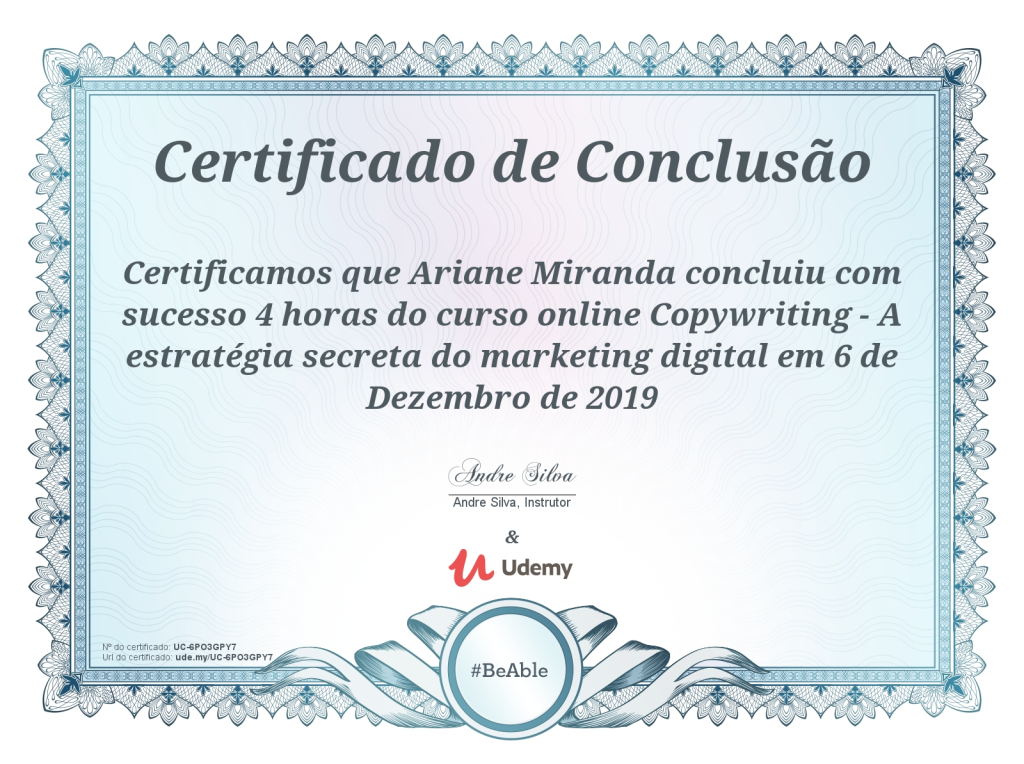 Certificado de Conclusão
Certificamos que Ariane Miranda concluiu com
sucesso 4 horas do curso online Copywriting - A
estratégia secreta do marketing digital em 6 de
Dezembro de 2019
Andre Silva
Andre Silva, Instrutor
&
Udemy
Nº do certificado: UC-6PO3GPY7
Url do certificado: ude.my/UC-6PO3GPY7
#BeAble